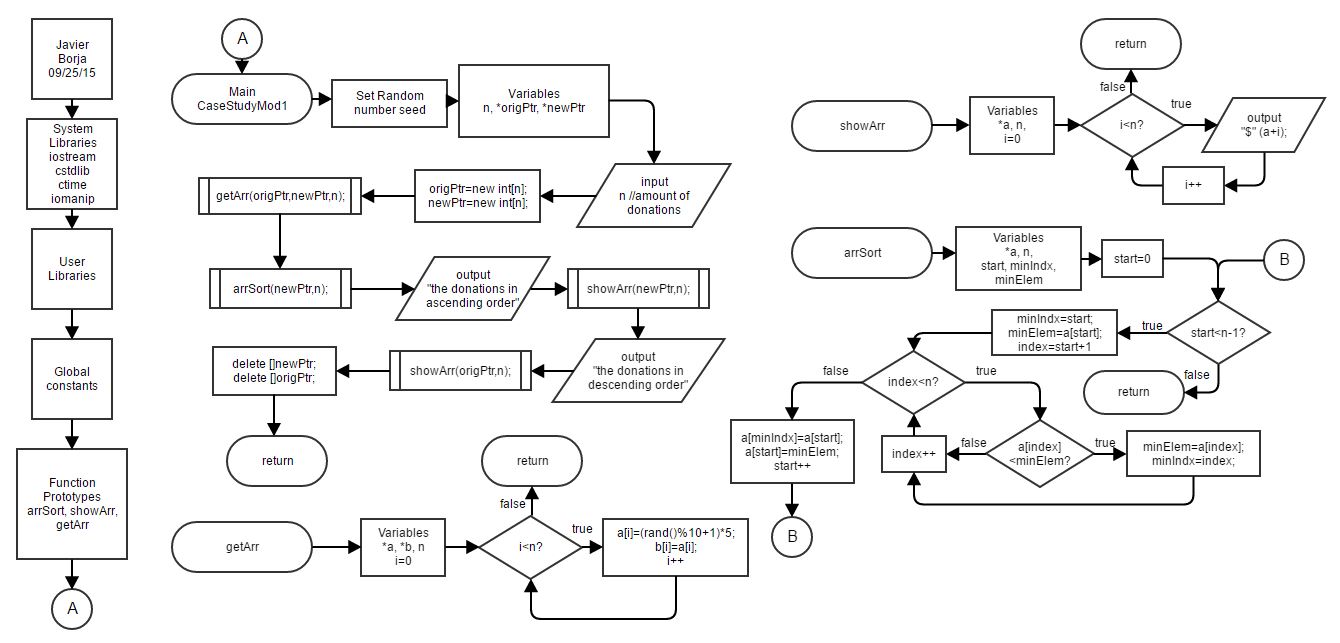 Javier
Borja
09/25/15
System
Libraries
iostream
cstdlib
ctime
iomanip
User
Libraries
Global
constants
Function
Prototypes
arrSort, showArr,
getArr
A
A
Main
CaseStudyMod1
Set Random
number seed
Variables
n, *origPtr, *newPtr
input
n //amount of
donations
origPtr=new int[n];
newPtr=new int[n];
getArr(origPtr,newPtr,n);
arrSort(newPtr,n);
output
"the donations in
ascending order"
showArr(newPtr,n);
output
"the donations in
descending order"
showArr(origPtr,n);
delete []newPtr;
delete []origPtr;
return
getArr
Variables
*a, *b, n
i=0
i<n?
false
return
true
a[i]=(rand()%10+1)*5;
b[i]=a[i];
i++
showArr
Variables
*a, n,
i=0
i<n?
false
return
true
output
"$" (a+i);
i++
arrSort
Variables
*a, n,
start, minIndx,
minElem
start=0
B
start<n-1?
false
return
true
minIndx=start;
minElem=a[start];
index=start+1
index<n?
false
true
a[minIndx]=a[start];
a[start]=minElem;
start++
B
a[index]
<minElem?
false
index++
true
minElem=a[index];
minIndx=index;